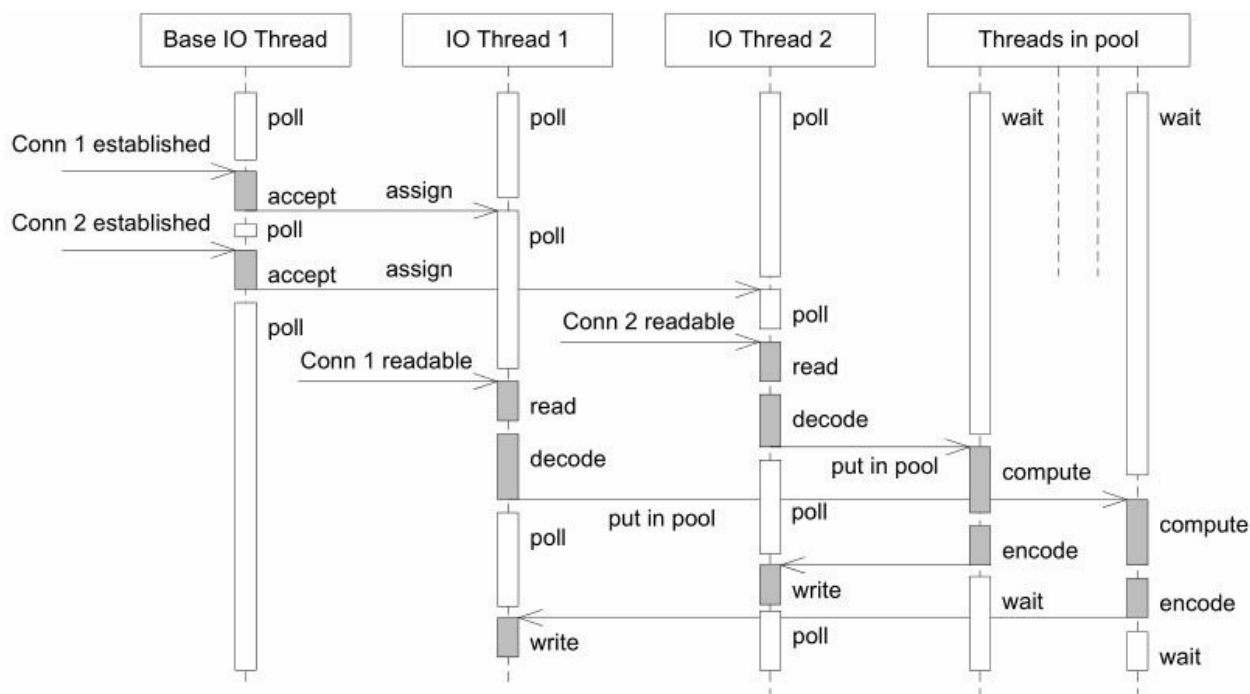 Base IO Thread
IO Thread 1
IO Thread 2
Threads in pool
poll
poll
poll
wait
wait
Conn 1 established
accept
assign
Conn 2 established
poll
poll
accept
assign
poll
Conn 2 readable
poll
Conn 1 readable
read
read
decode
decode
put in pool
compute
put in pool
poll
compute
poll
encode
write
wait
encode
write
poll
wait